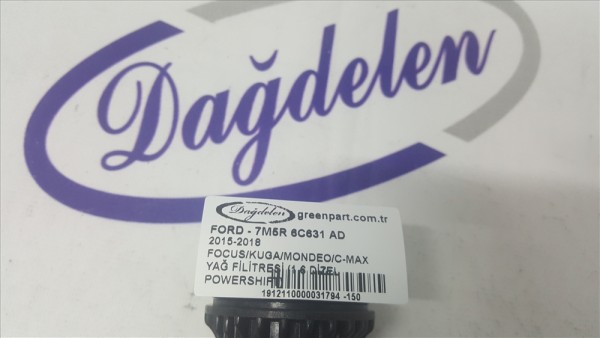 Dağdelen
Dağdelen greenpart.com.tr
FORD - 7M5R 6C631 AD
2015-2018
FOCUS/KUGA/MONDEO/C-MAX
YAĞ FİLİTRESİ (1.6 DİZEL
POWERSHIFT)
1912110000031794 -150